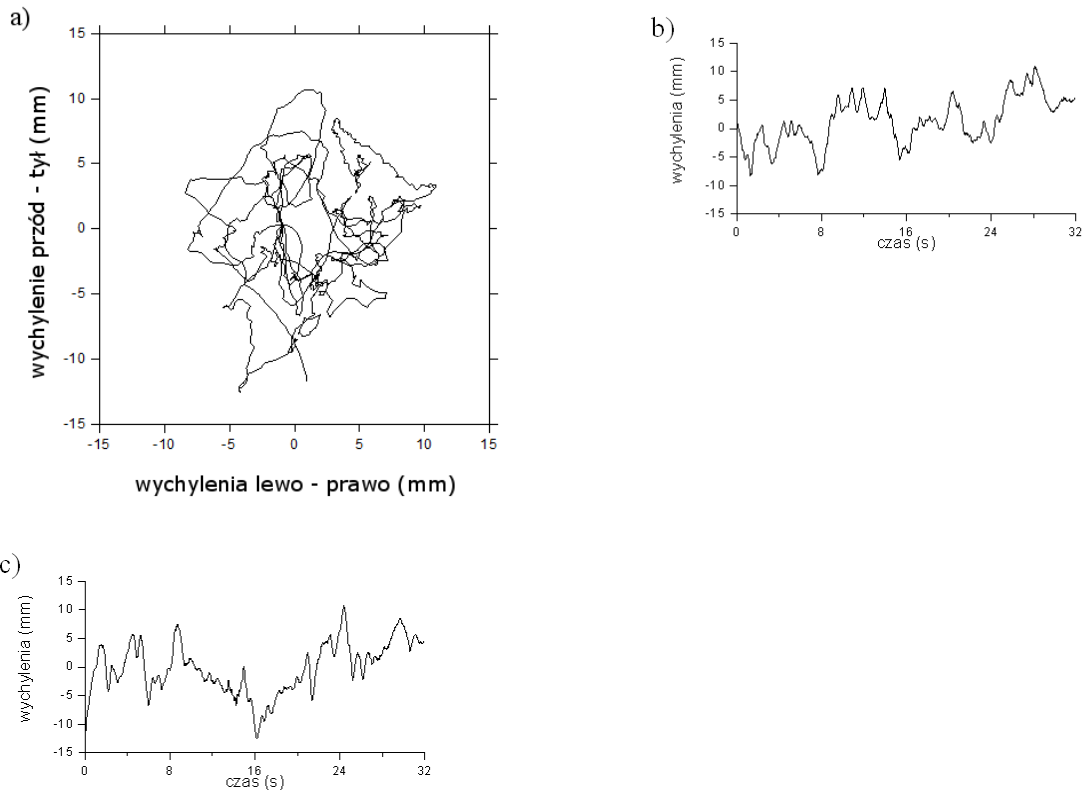 a)
15
10
5
0
-5
-10
-15
-15 -10 -5 0 5 10 15
wychylenie przód - tył (mm)
wychylenia lewo - prawo (mm)
b)
15
10
5
0
-5
-10
-15
0 8 16 24 32
wychylenia (mm)
czas (s)
c)
15
10
5
0
-5
-10
-15
0 8 16 24 32
wychylenia (mm)
czas (s)